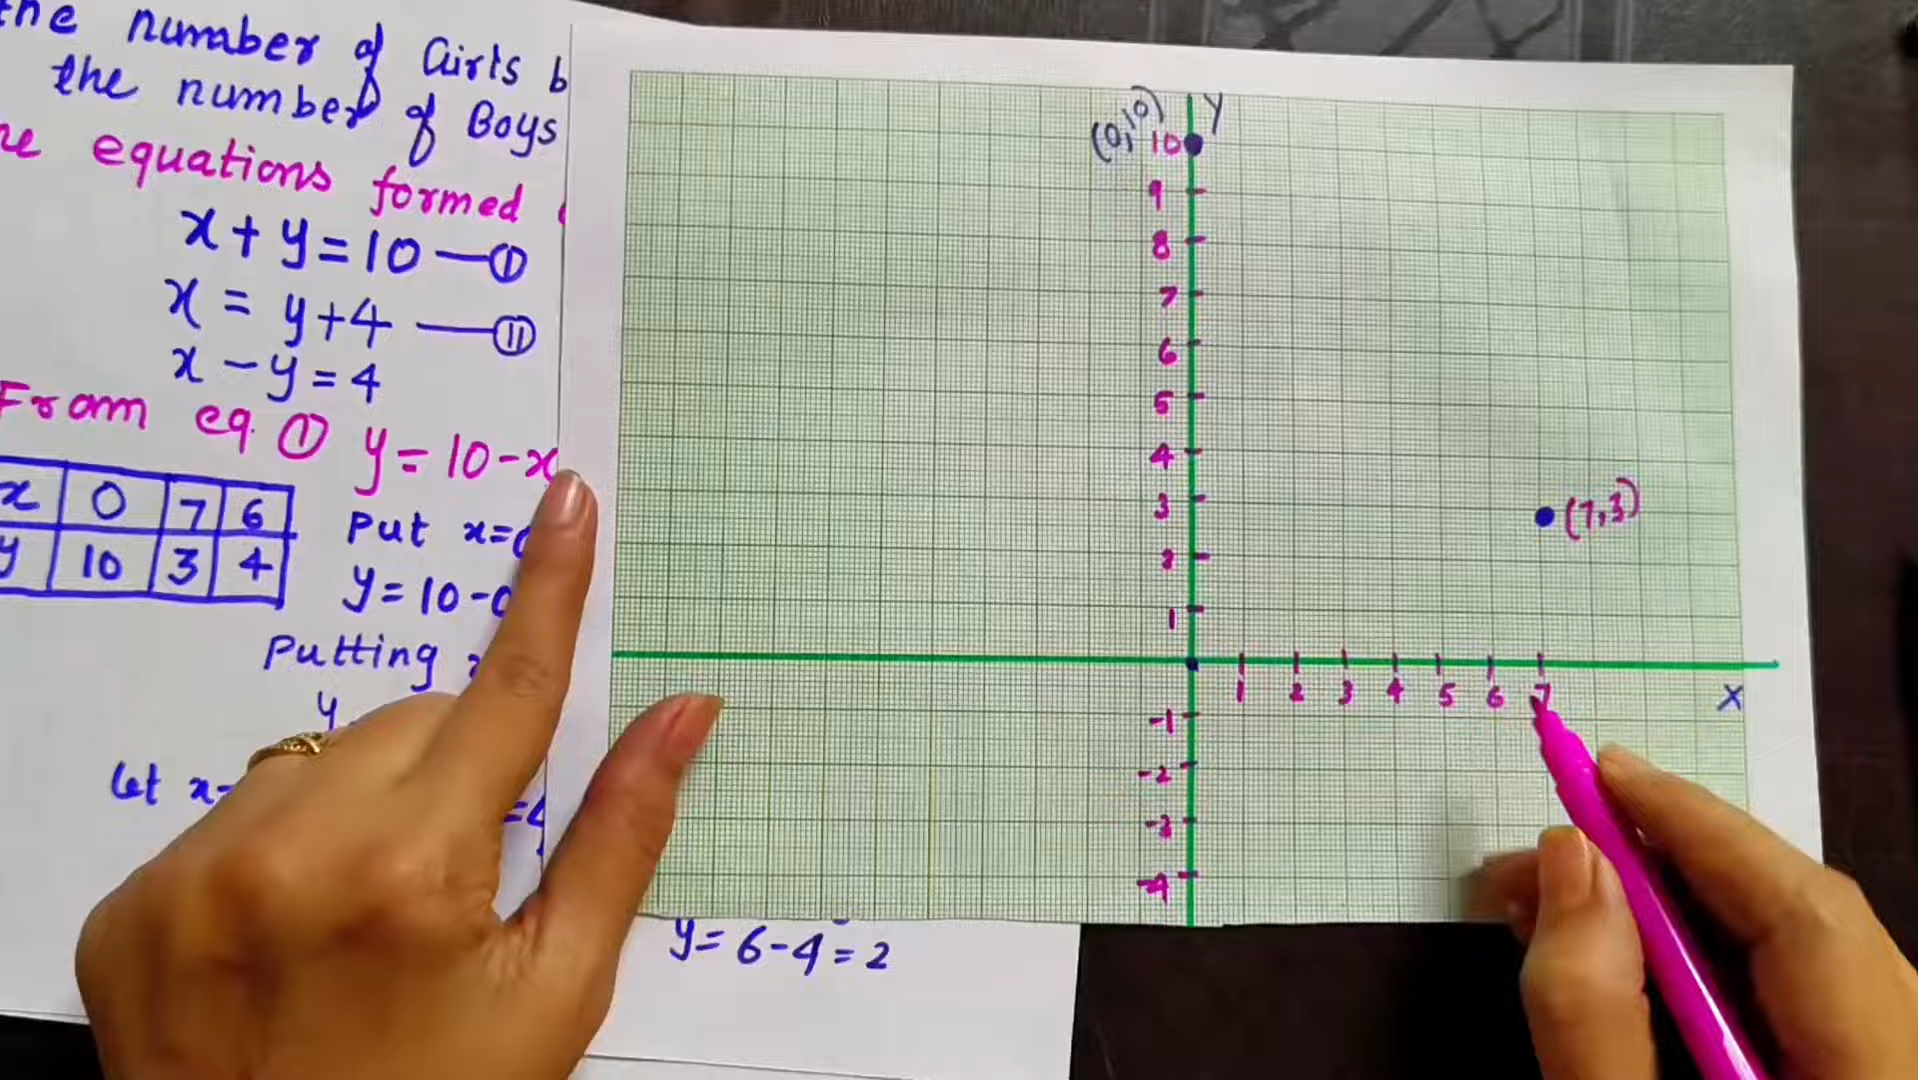 the number of Girls b
the number of Boys
equations formed
x + y = 10 — I
x = y + 4 — II
x - y = 4
From eq. I y = 10 - x
x 0 7 6
y 10 3 4
Put x =
y = 10 - 0
Putting
y
Let x =
= 4
y = 6 - 4 = 2
(0,10)
Y
10
9
8
7
6
5
4
3
2
1
(7,3)
1 2 3 4 5 6 7
X
-1
-2
-3
-4